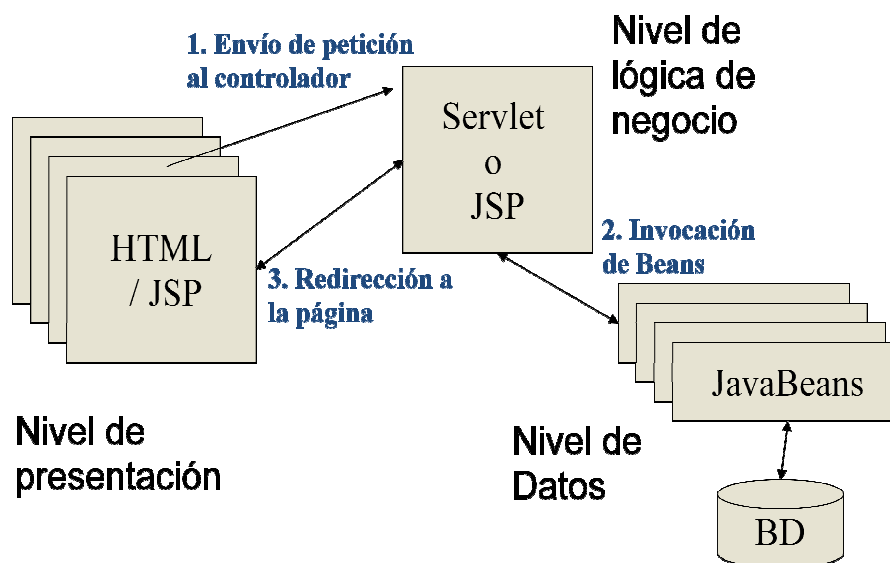 1. Envío de petición
al controlador
Nivel de
lógica de
negocio
Servlet
o
JSP
HTML
/ JSP
2. Invocación
de Beans
3. Redirección a
la página
JavaBeans
Nivel de
presentación
Nivel de
Datos
BD